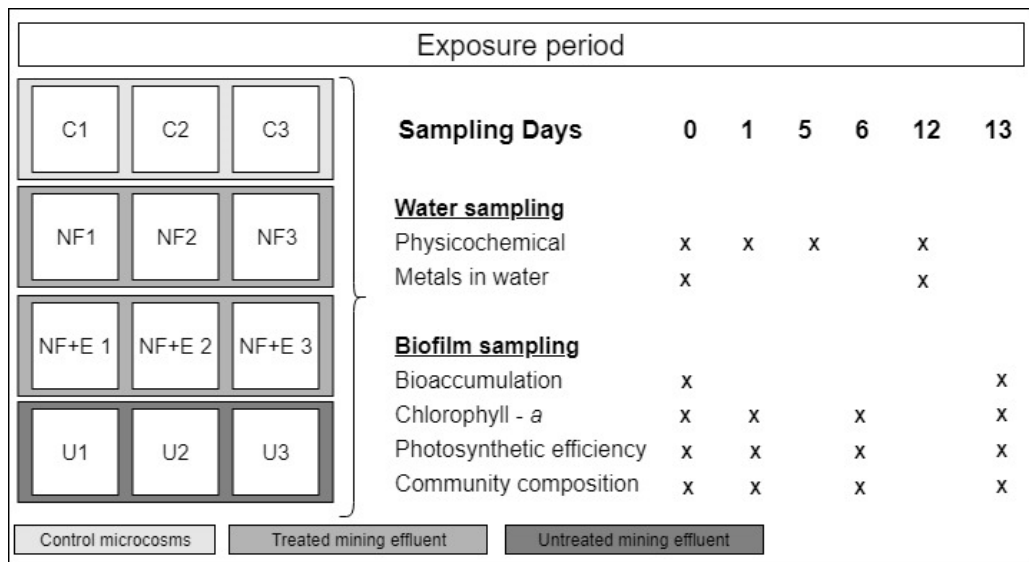 Exposure period
C1 C2 C3
NF1 NF2 NF3
NF+E 1 NF+E 2 NF+E 3
U1 U2 U3
Sampling Days 0 1 5 6 12 13
Water sampling
Physicochemical x x x x
Metals in water x x
Biofilm sampling
Bioaccumulation x x
Chlorophyll - a x x x x
Photosynthetic efficiency x x x x
Community composition x x x x
Control microcosms Treated mining effluent Untreated mining effluent